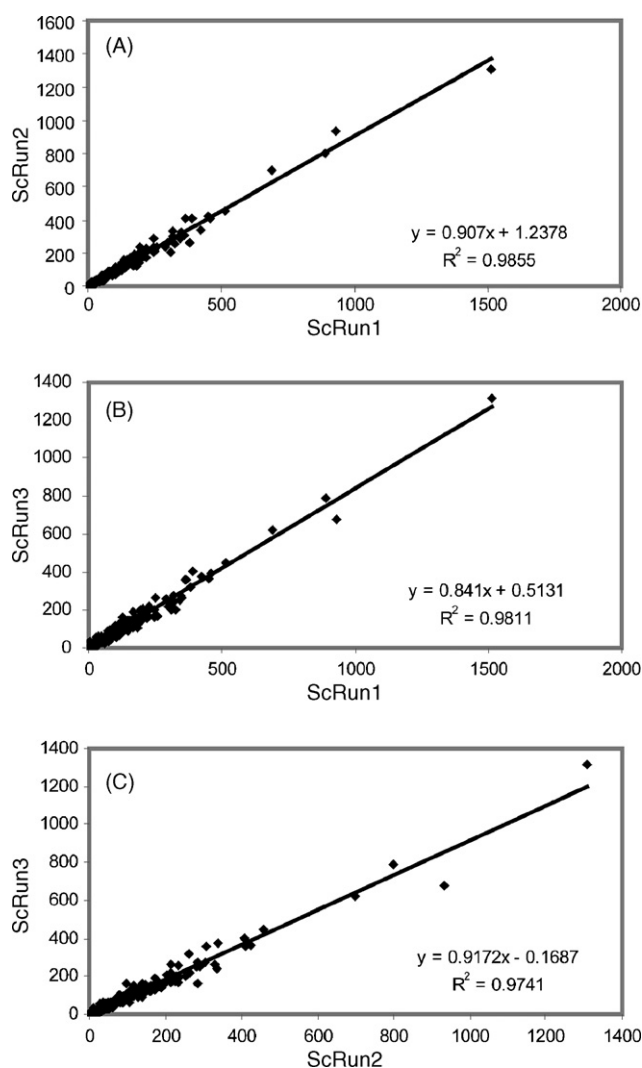 (A)
1600
1400
1200
1000
800
600
400
200
0
ScRun2
y = 0.907x + 1.2378
R² = 0.9855
0 500 1000 1500 2000
ScRun1
(B)
1400
1200
1000
800
600
400
200
0
ScRun3
y = 0.841x + 0.5131
R² = 0.9811
0 500 1000 1500 2000
ScRun1
(C)
1400
1200
1000
800
600
400
200
0
ScRun3
y = 0.9172x - 0.1687
R² = 0.9741
0 200 400 600 800 1000 1200 1400
ScRun2